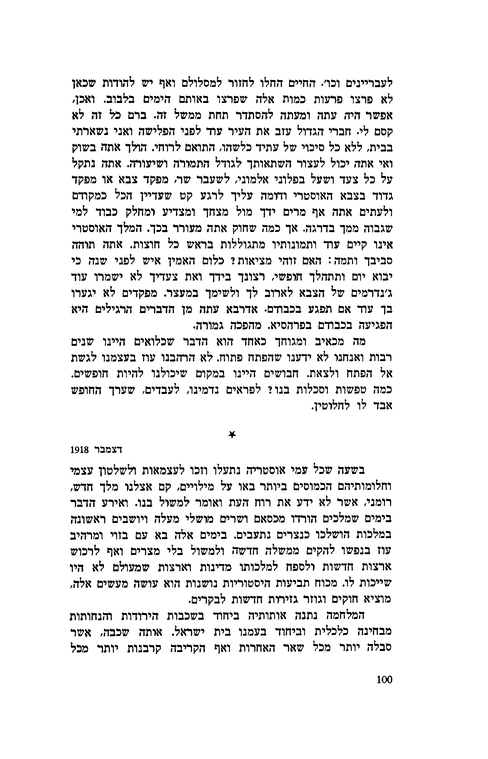 לעבריינים וכו׳. החיים החלו לחזור למסלולם ואף יש להודות שכאן
לא פרצו פרעות כמות אלה שפרצו באותם הימים בלבוב. ואכן,
אפשר היה עתה ומעתה להסתדר תחת ממשל זה. ברם כל זה לא
קסם לי. חברי הגדול עזב את העיר עוד לפני הפלישה ואני נשארתי
בבית, ללא כל סיכוי של עתיד כלשהו, התואם לרוחי. הולך אתה בשוק
ואי אתה יכול לעצור השתאותך לגודל התמורה ושיעורה. אתה נתקל
על כל צעד ושעל בפלוני אלמוני, לשעבר שר, מפקד צבא או מפקד
גדוד בצבא האוסטרי ודומה עליך לרגע קט שעדיין הכל כמקודם
ולעתים אתה אף מרים ידך מול מצחך ומצדיע ומחלק כבוד למי
שגבוה ממך בדרגה. אך כמה שחוק אתה מעורר בכך. המלך האוסטרי
אינו קיים עוד ותמונותיו מתגוללות בראש כל חוצות. אתה תוהה
סביבך ותמה: האם זוהי מציאות? כלום האמין איש לפני שנה כי
יבוא יום ותתהלך חופשי, רצונך בידך ואת צעדיך לא ישמרו עוד
ג׳נדרמים של הצבא לארוב לך ולשימך במעצר. מפקדים לא יגערו
בך עוד אם תפגע בכבודם. אדרבא עתה מן הדברים הרגילים היא
הפגיעה בכבודם בפרהסיא. מהפכה גמורה.
מה מכאיב ומגוחך כאחד הוא הדבר שכלואים היינו שנים
רבות ואנחנו לא ידענו שהפתח פתוח. לא הרהבנו עוז בעצמנו לגשת
אל הפתח ולצאת. חבושים היינו במקום שיכולנו להיות חופשים.
כמה טפשות וסכלות בנו? לפראים נדמינו, לעבדים, שערך החופש
אבד לו לחלוטין.
*
דצמבר 1918
בשעה שכל עמי אוסטריה נתעלו וזכו לעצמאות ולשלטון עצמי
וחלומותיהם הכמוסים ביותר באו על מילויים, קם אצלנו מלך חדש,
רומני, אשר לא ידע את רוח העת ואומר למשול בנו. ואירע הדבר
בימים שמלכים הורדו מכסאם ושרים מושלי מעלה ויושבים ראשונה
במלכות הושלכו כנצרים נתעבים. בימים אלה בא עם בזוי ומרהיב
עוז בנפשו להקים ממשלה חדשה ולמשול בלי מצרים ואף לרכוש
ארצות חדשות ולספח למלכותו מדינות וארצות שמעולם לא היו
שייכות לו. מכוח תביעות היסטוריות נושנות הוא עושה מעשים אלה,
מוציא חוקים וגוזר גזירות חדשות לבקרים.
המלחמה נתנה אותותיה ביחוד בשכבות הירודות והנחותות
מבחינה כלכלית וביחוד בעמנו בית ישראל. אותה שכבה, אשר
סבלה יותר מכל שאר האחרות ואף הקריבה קרבנות יותר מכל
100